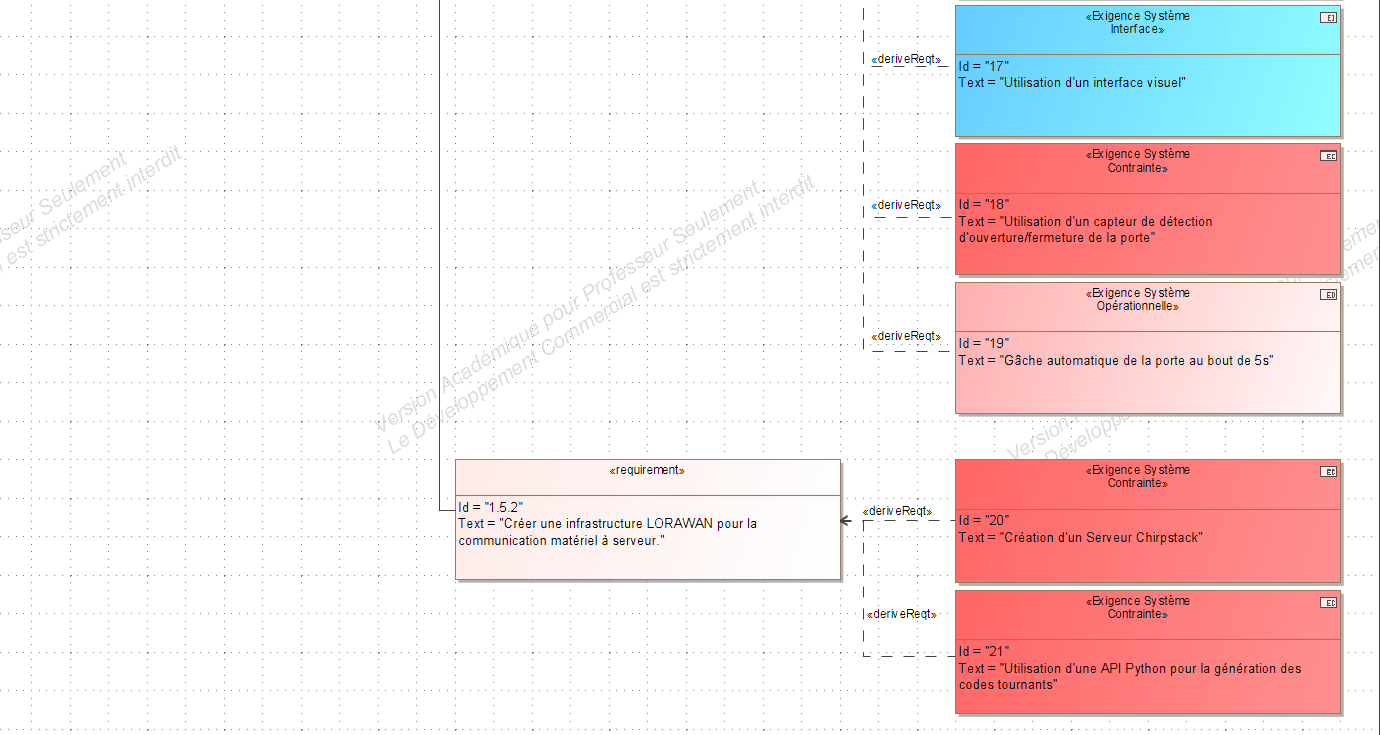 «Exigence Système
Interface»
«deriveReqt»
Id = "17"
Text = "Utilisation d'un interface visuel"
«Exigence Système
Contrainte»
«deriveReqt»
Id = "18"
Text = "Utilisation d'un capteur de détection
d'ouverture/fermeture de la porte"
«Exigence Système
Opérationnelle»
«deriveReqt»
Id = "19"
Text = "Gâche automatique de la porte au bout de 5s"
Version Académique pour Professeur Seulement
Le Développement Commercial est strictement interdit
Seulement
est strictement interdit
Version
«requirement»
Id = "1.5.2"
Text = "Créer une infrastructure LORAWAN pour la
communication matériel à serveur."
«Exigence Système
Contrainte»
«deriveReqt»
Id = "20"
Text = "Création d'un Serveur Chirpstack"
«Exigence Système
Contrainte»
«deriveReqt»
Id = "21"
Text = "Utilisation d'une API Python pour la génération des
codes tournants"